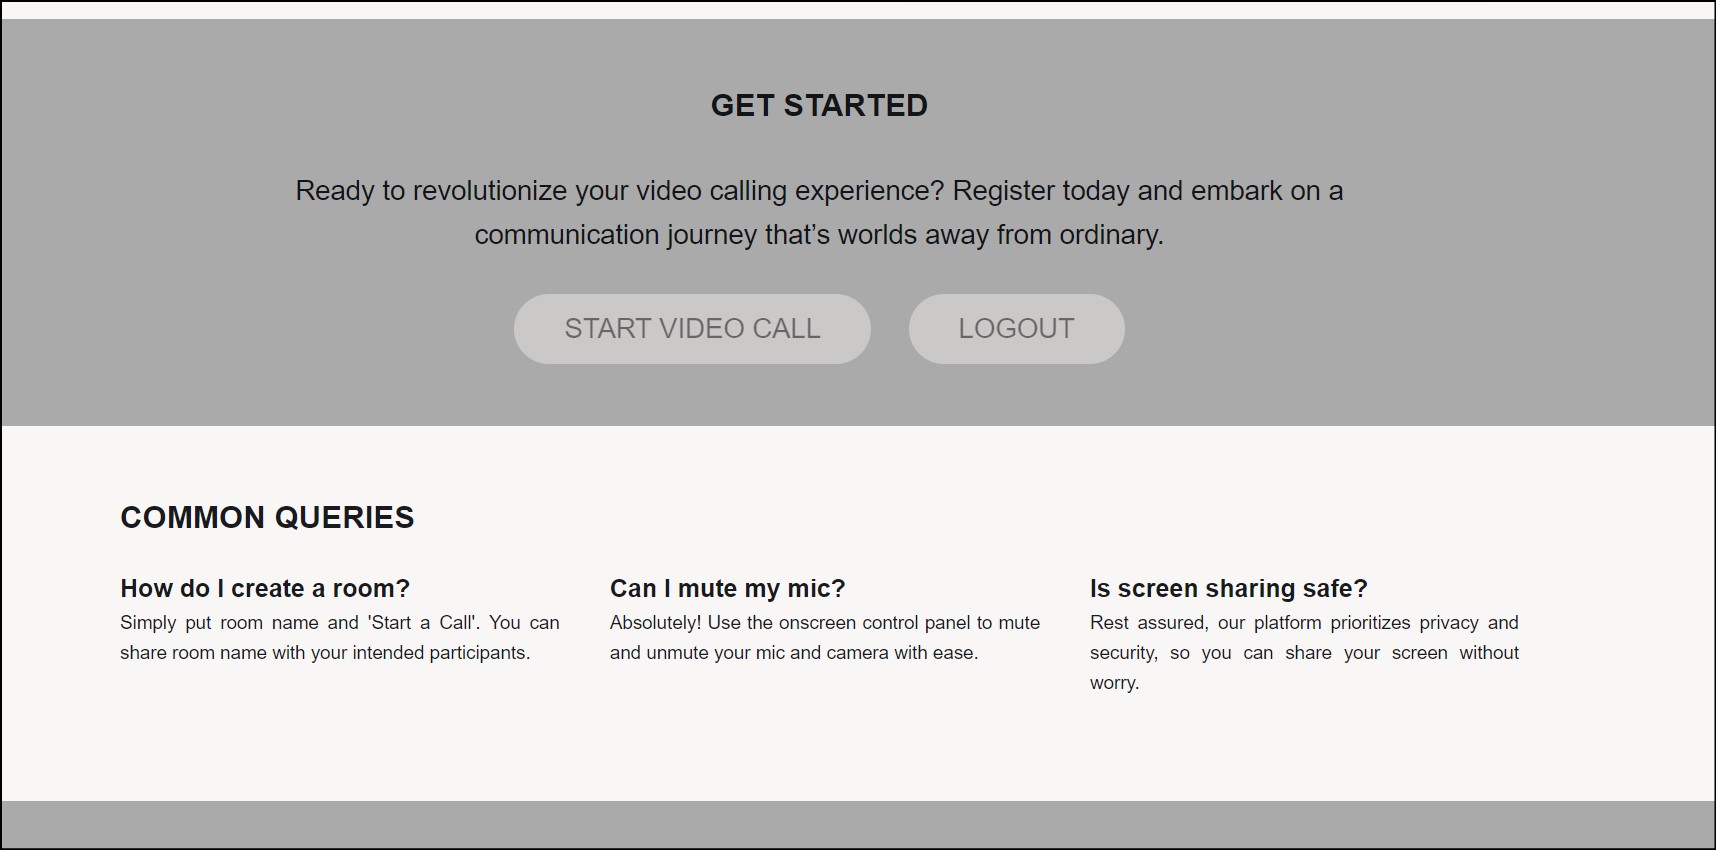 GET STARTED
Ready to revolutionize your video calling experience? Register today and embark on a
communication journey that’s worlds away from ordinary.
START VIDEO CALL
LOGOUT
COMMON QUERIES
How do I create a room?
Simply put room name and 'Start a Call'. You can
share room name with your intended participants.
Can I mute my mic?
Absolutely! Use the onscreen control panel to mute
and unmute your mic and camera with ease.
Is screen sharing safe?
Rest assured, our platform prioritizes privacy and
security, so you can share your screen without
worry.